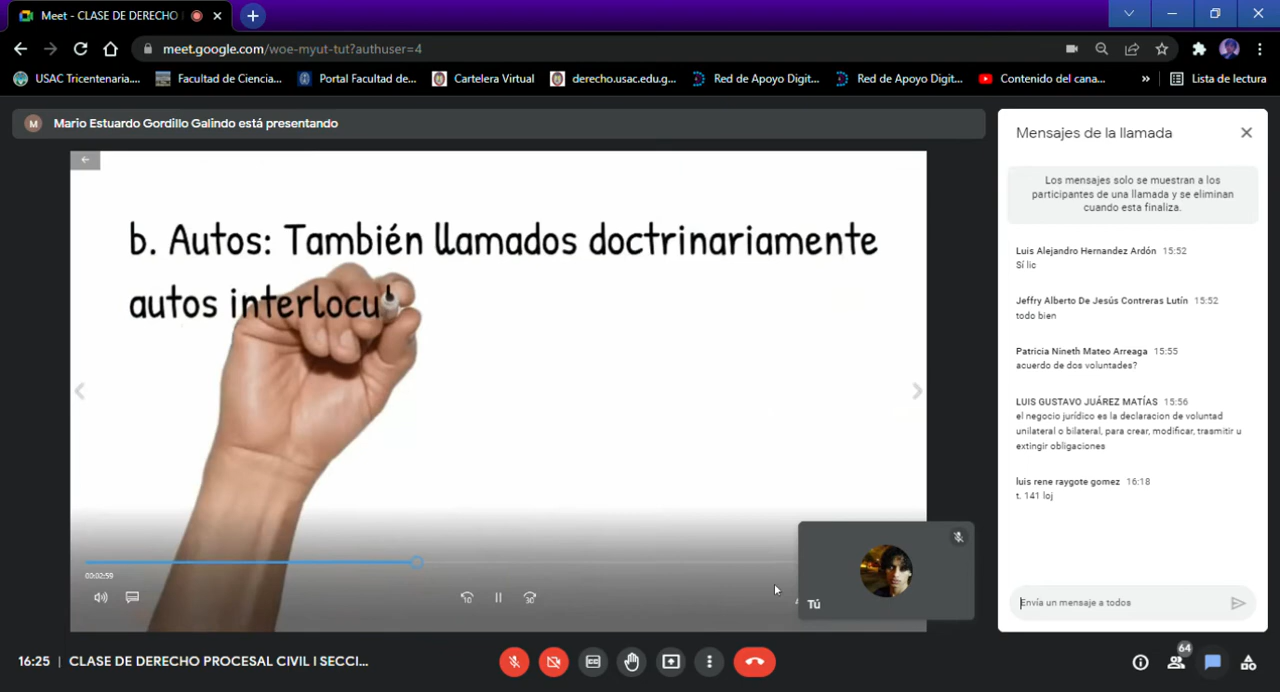 Meet - CLASE DE DERECHO
meet.google.com/woe-myut-tut?authuser=4
USAC Tricentenaria....
Facultad de Ciencia...
Portal Facultad de...
Cartelera Virtual
derecho.usac.edu.g...
Red de Apoyo Digit...
Red de Apoyo Digit...
Contenido del cana...
»
Lista de lectura
M
Mario Estuardo Gordillo Galindo está presentando
b. Autos: También llamados doctrinariamente
autos interlocu
00:02:59
10
30
Tú
Mensajes de la llamada
Los mensajes solo se muestran a los
participantes de una llamada y se eliminan
cuando esta finaliza.
Luis Alejandro Hernandez Ardón 15:52
Sí lic
Jeffry Alberto De Jesús Contreras Lutín 15:52
todo bien
Patricia Nineth Mateo Arreaga 15:55
acuerdo de dos voluntades?
LUIS GUSTAVO JUÁREZ MATÍAS 15:56
el negocio jurídico es la declaracion de voluntad
unilateral o bilateral, para crear, modificar, trasmitir u
extingir obligaciones
luis rene raygote gomez 16:18
t. 141 loj
Envía un mensaje a todos
16:25 | CLASE DE DERECHO PROCESAL CIVIL I SECCI...
64